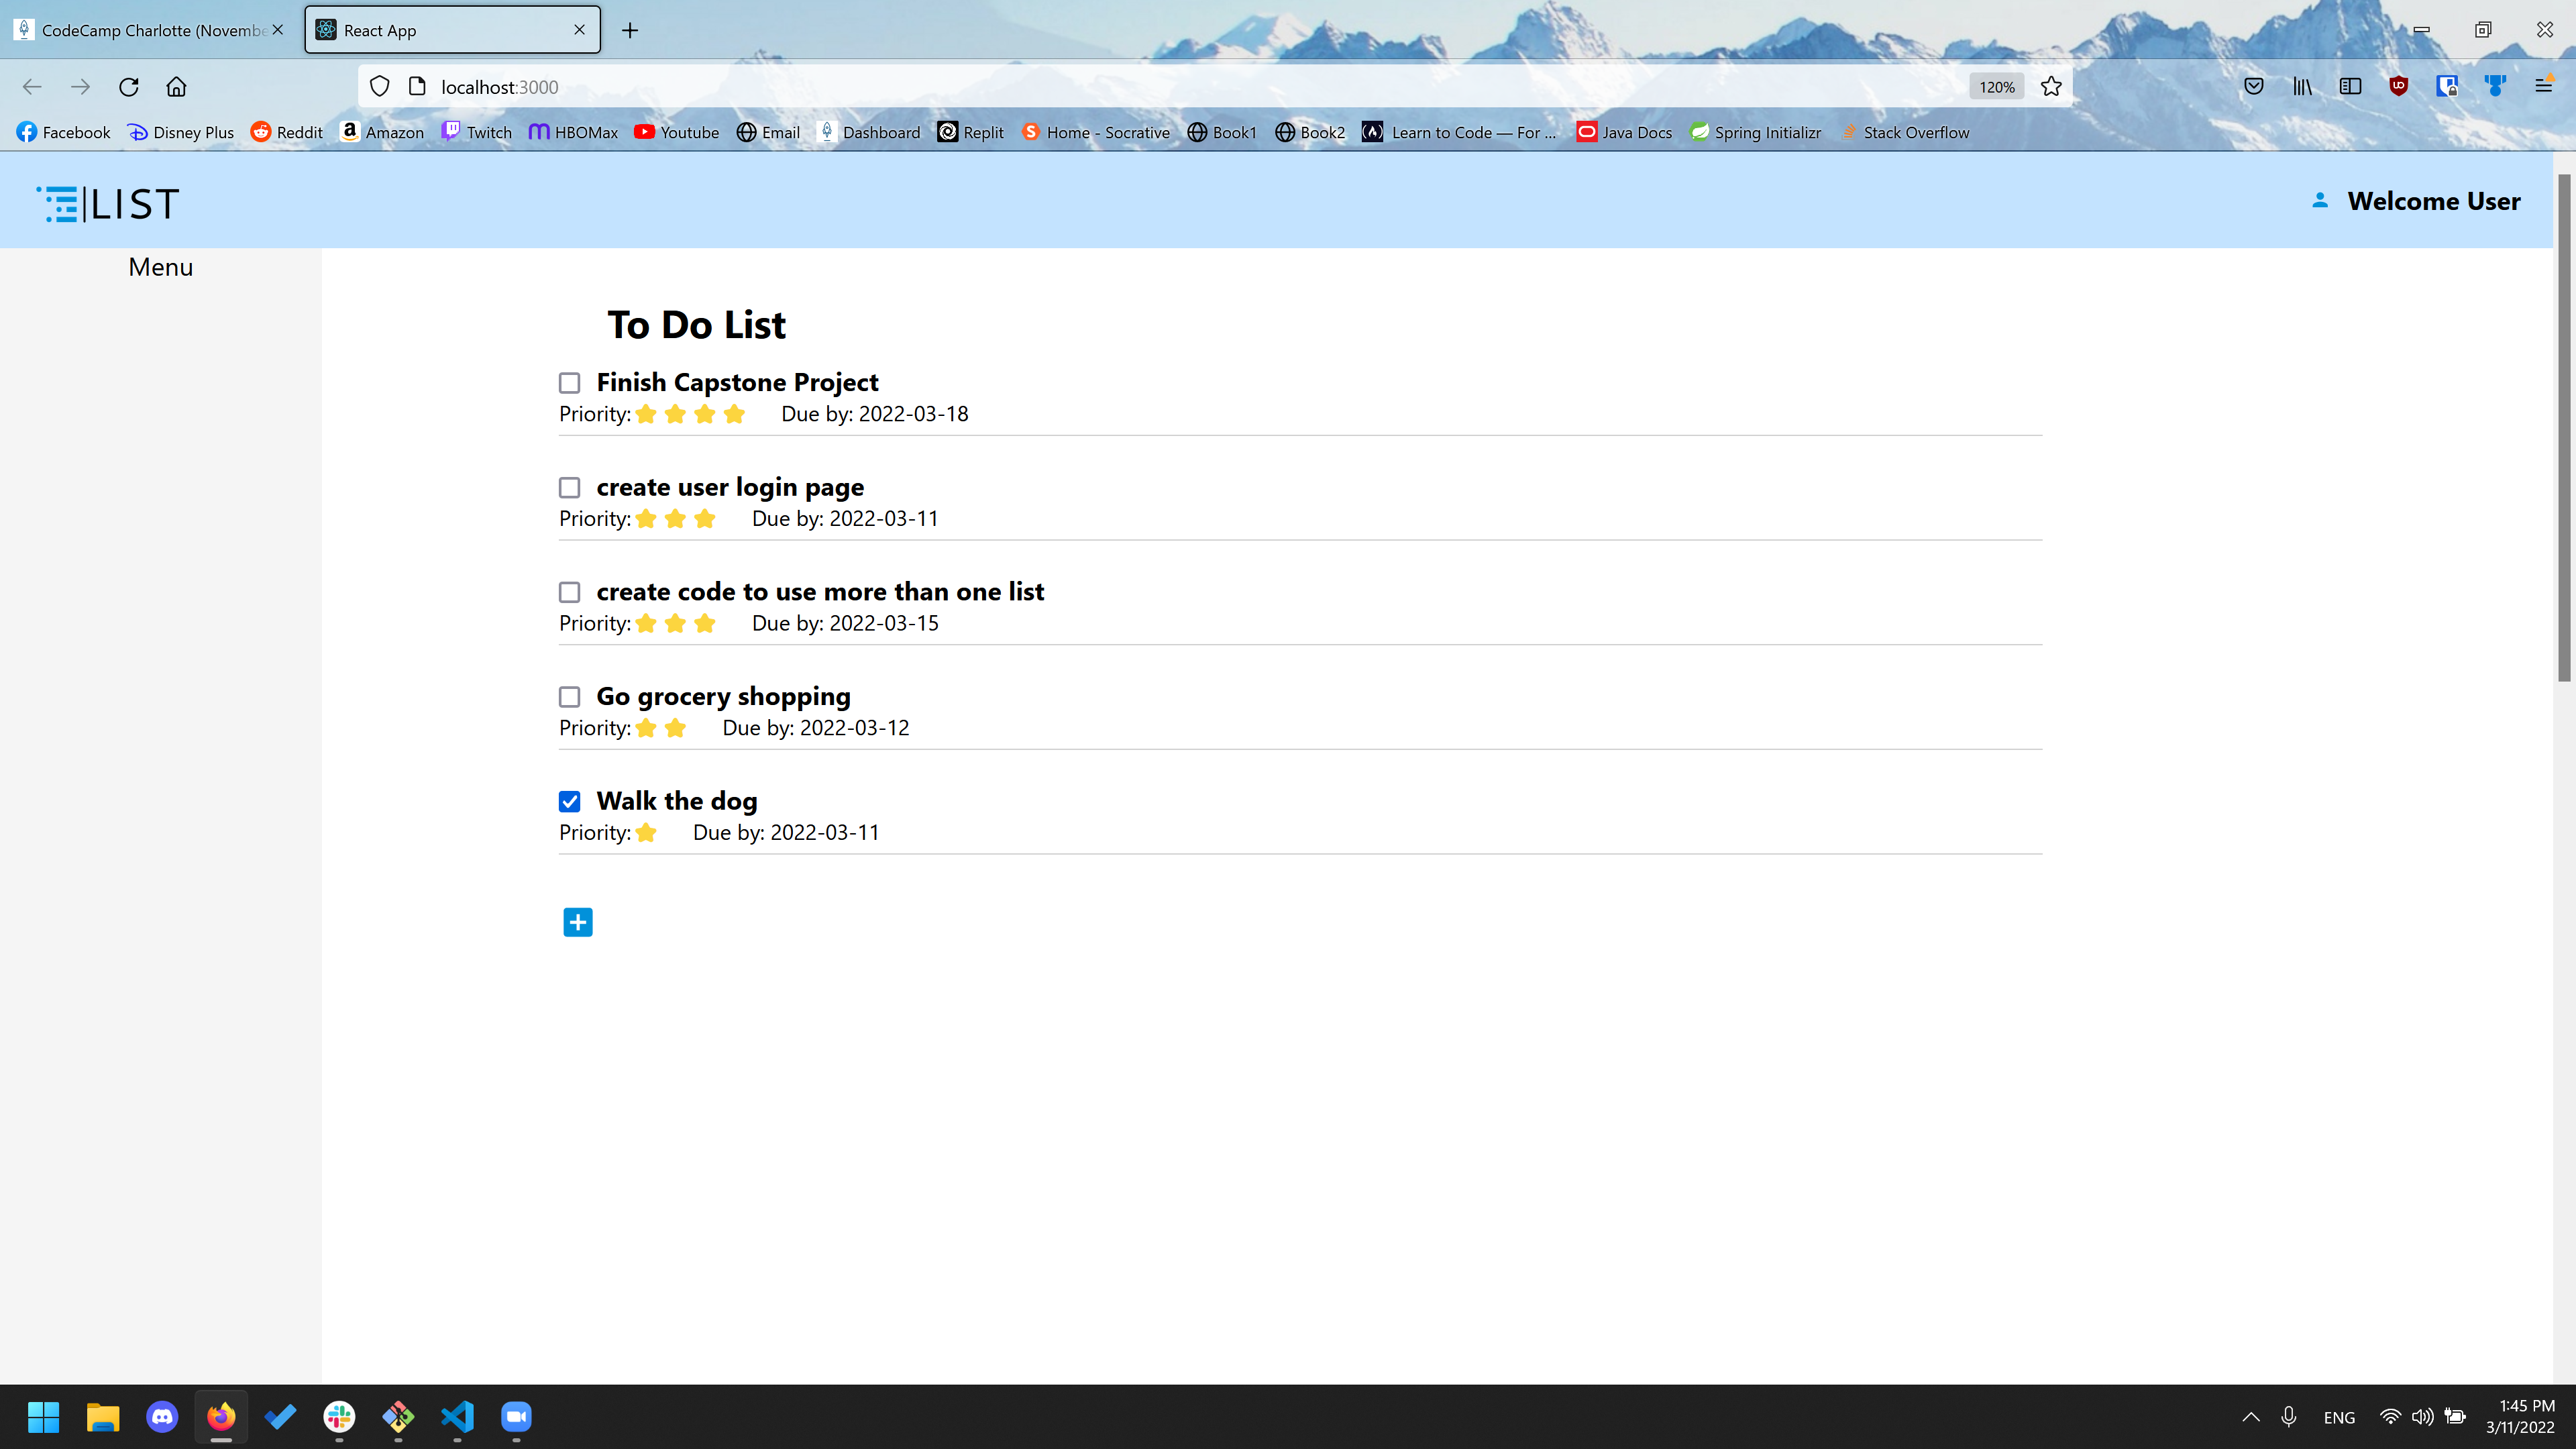 CodeCamp Charlotte (Novembe
React App
localhost:3000
120%
Facebook Disney Plus Reddit Amazon Twitch HBOMax Youtube Email Dashboard Replit Home - Socrative Book1 Book2 Learn to Code — For ... Java Docs Spring Initializr Stack Overflow
LIST
Welcome User
Menu
To Do List
Finish Capstone Project
Priority: Due by: 2022-03-18
create user login page
Priority: Due by: 2022-03-11
create code to use more than one list
Priority: Due by: 2022-03-15
Go grocery shopping
Priority: Due by: 2022-03-12
Walk the dog
Priority: Due by: 2022-03-11
ENG
1:45 PM
3/11/2022